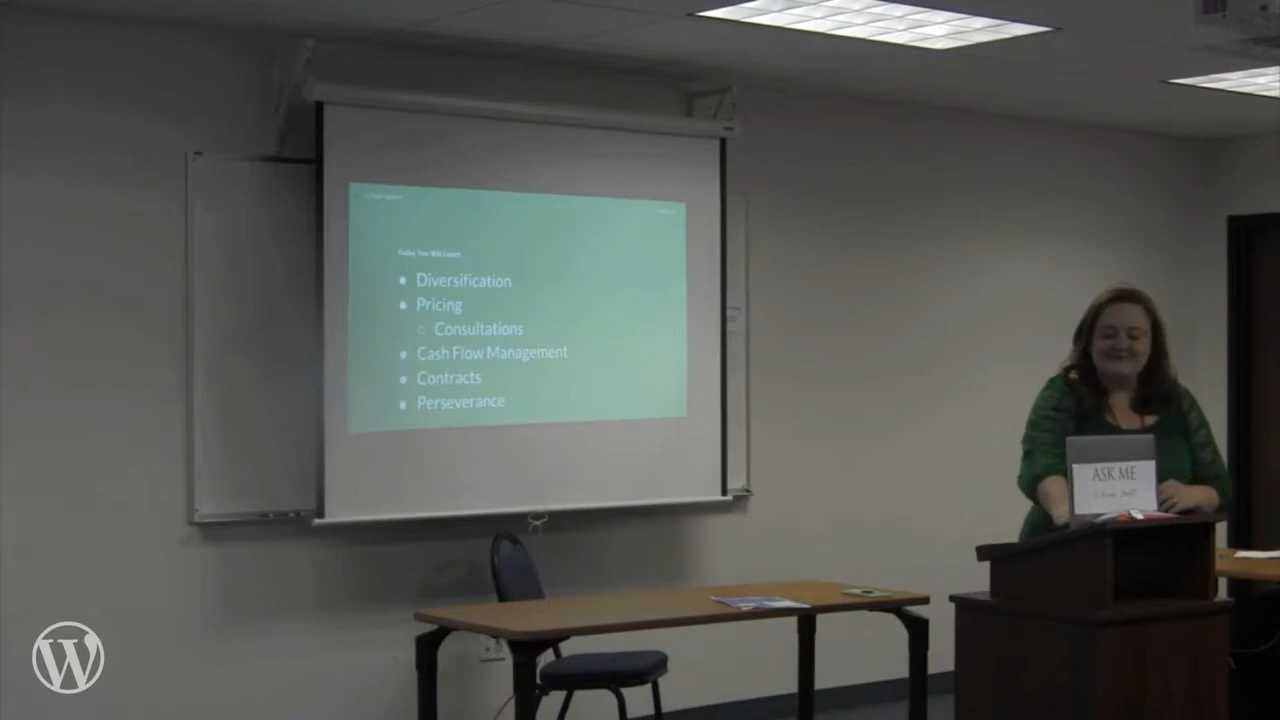 Today You Will Learn
Diversification
Pricing
Consultations
Cash Flow Management
Contracts
Perseverance
ASK ME